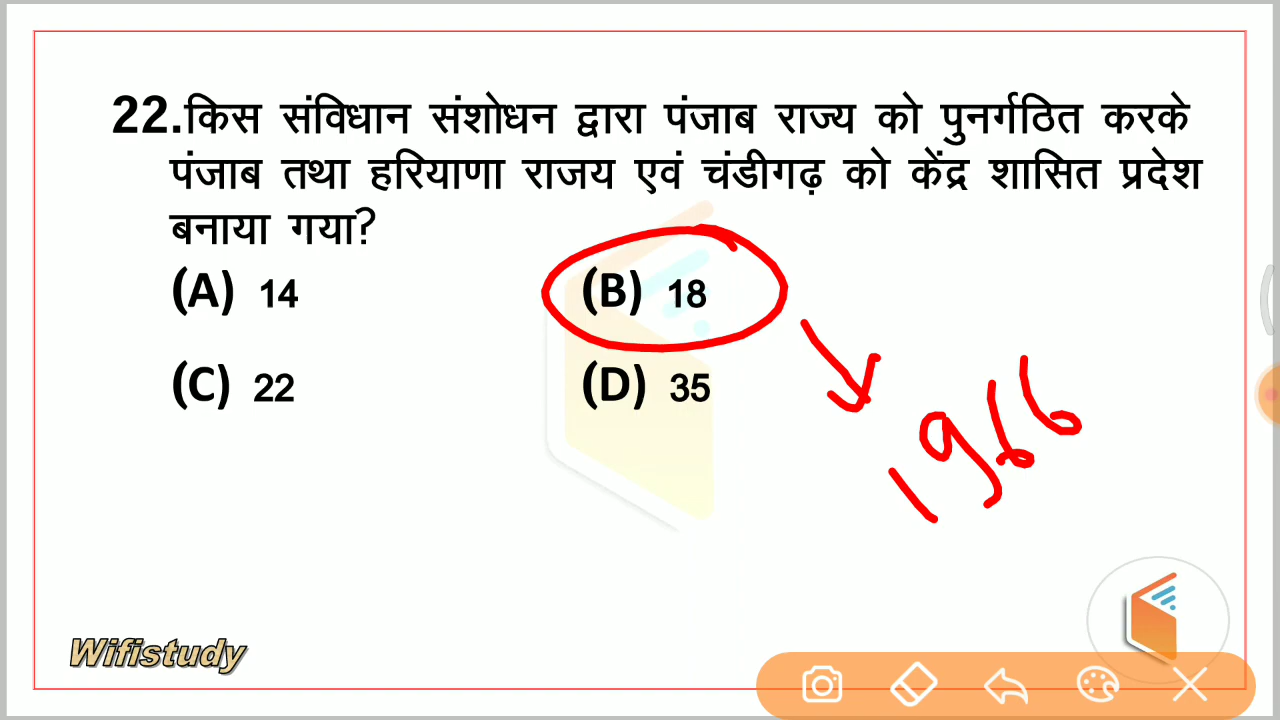 22.किस संविधान संशोधन द्वारा पंजाब राज्य को पुनर्गठित करके
पंजाब तथा हरियाणा राजय एवं चंडीगढ़ को केंद्र शासित प्रदेश
बनाया गया?
(A) 14 (B) 18
(C) 22 (D) 35
1966
Wifistudy